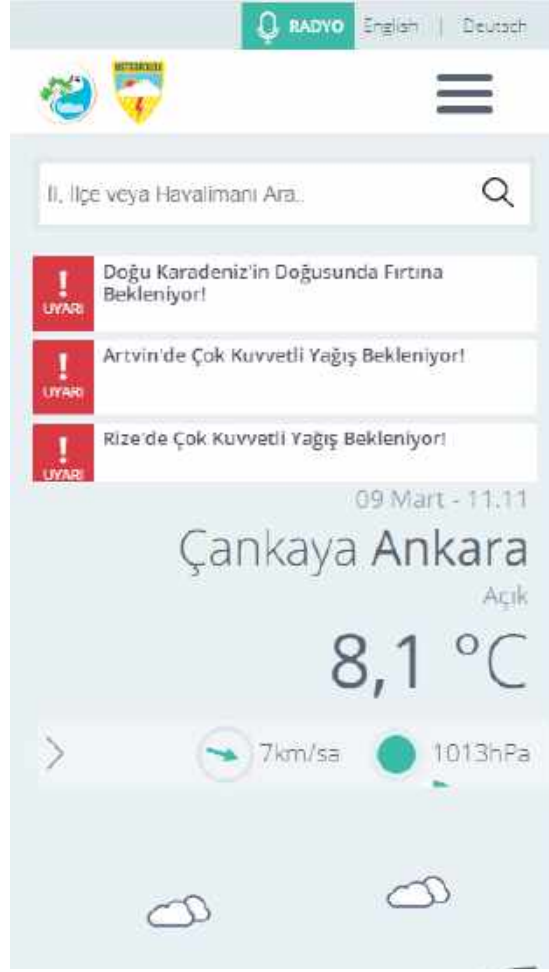 RADYO English | Deutsch
METEOROLOJİ
İl, İlçe veya Havalimanı Ara..
! UYARI
Doğu Karadeniz'in Doğusunda Fırtına
Bekleniyor!
! UYARI
Artvin'de Çok Kuvvetli Yağış Bekleniyor!
! UYARI
Rize'de Çok Kuvvetli Yağış Bekleniyor!
09 Mart - 11.11
Çankaya Ankara
Açık
8,1 °C
7km/sa 1013hPa